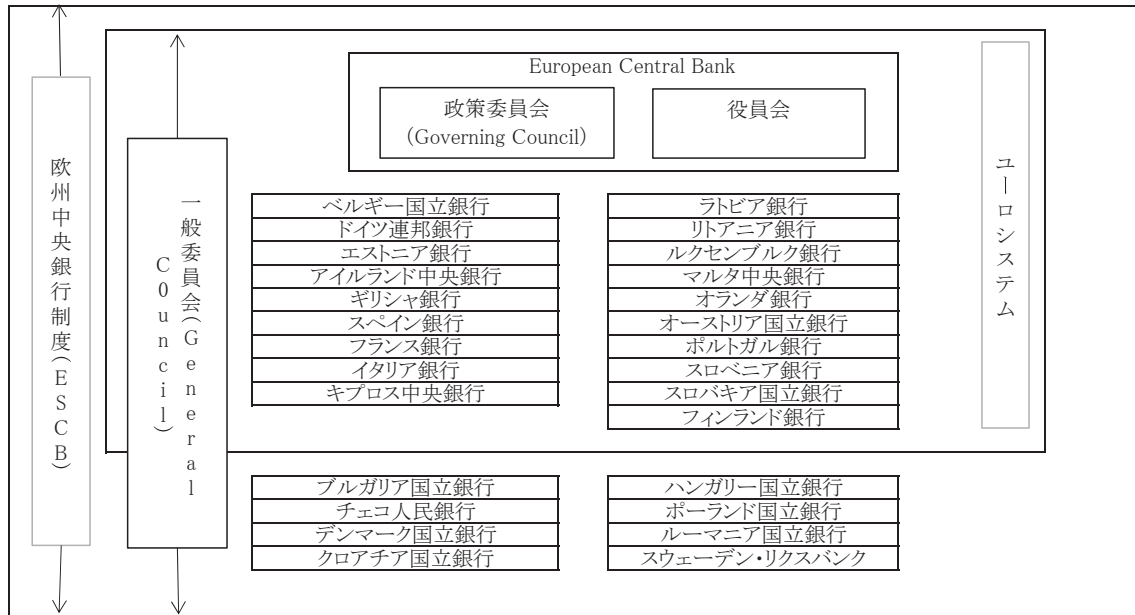 European Central Bank
政策委員会
(Governing Council)
役員会
欧州中央銀行制度(ESCB)
一般委員会(General
C0uncil)
ユーロシステム
ベルギー国立銀行
ドイツ連邦銀行
エストニア銀行
アイルランド中央銀行
ギリシャ銀行
スペイン銀行
フランス銀行
イタリア銀行
キプロス中央銀行
ラトビア銀行
リトアニア銀行
ルクセンブルク銀行
マルタ中央銀行
オランダ銀行
オーストリア国立銀行
ポルトガル銀行
スロベニア銀行
スロバキア国立銀行
フィンランド銀行
ブルガリア国立銀行
チェコ人民銀行
デンマーク国立銀行
クロアチア国立銀行
ハンガリー国立銀行
ポーランド国立銀行
ルーマニア国立銀行
スウェーデン・リクスバンク